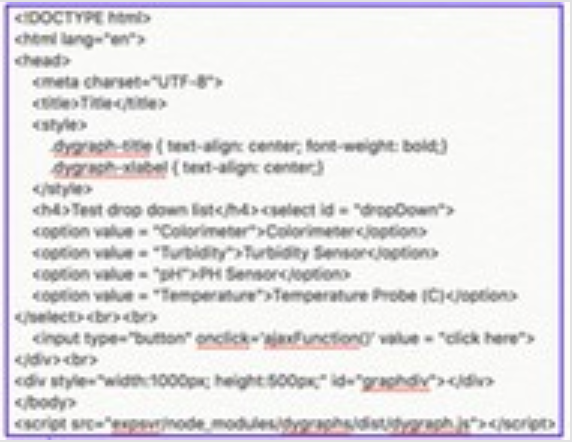 <!DOCTYPE html>
<html lang="en">
<head>
<meta charset="UTF-8">
<title>Title</title>
<style>
.dygraph-title { text-align: center; font-weight: bold;}
.dygraph-xlabel { text-align: center;}
</style>
<h4>Test drop down list</h4><select id = "dropDown">
<option value = "Colorimeter">Colorimeter</option>
<option value = "Turbidity">Turbidity Sensor</option>
<option value = "pH">PH Sensor</option>
<option value = "Temperature">Temperature Probe (C)</option>
</select><br><br>
<input type="button" onclick='ajaxFunction()' value = "click here">
</div><br>
<div style="width:1000px; height:500px;" id="graphdiv"></div>
</body>
<script src="expsvr/node_modules/dygraphs/dist/dygraph.js"></script>